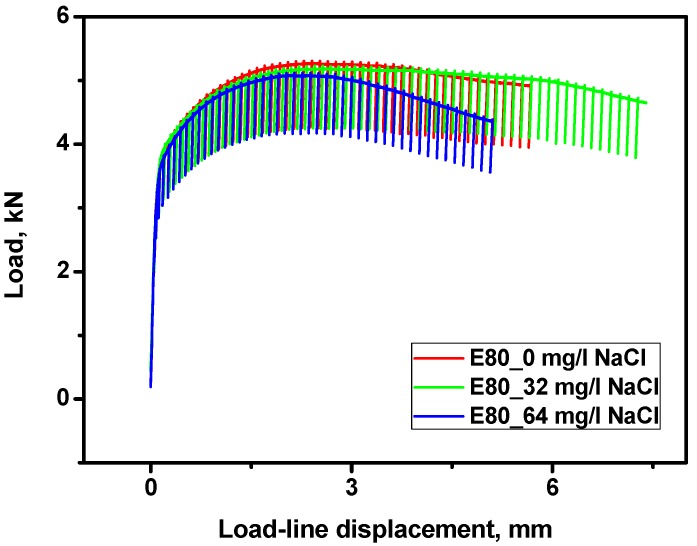 6
4
2
0
Load, kN
E80_0 mg/l NaCl
E80_32 mg/l NaCl
E80_64 mg/l NaCl
0 3 6
Load-line displacement, mm